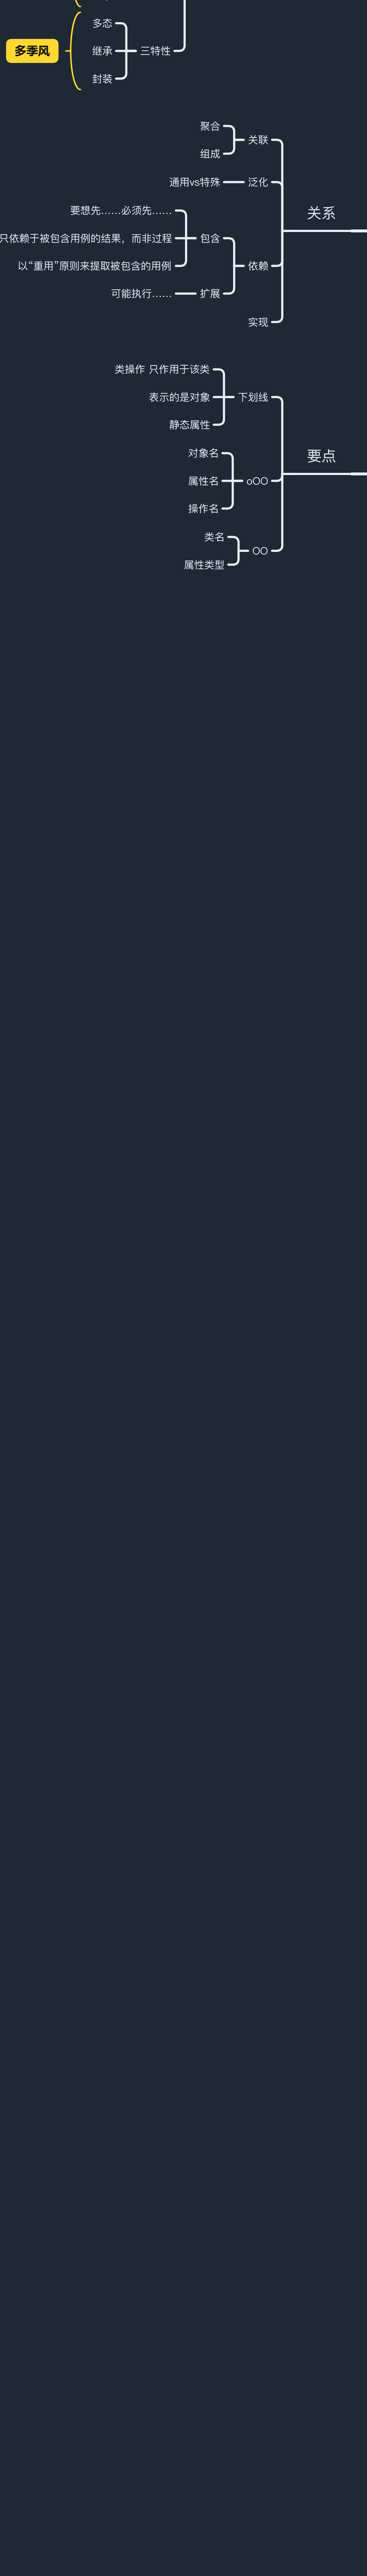 多态
多季风
继承
三特性
封装
聚合
关联
组成
通用vs特殊
泛化
关系
要想先……必须先……
只依赖于被包含用例的结果，而非过程
包含
以“重用”原则来提取被包含的用例
依赖
可能执行……
扩展
实现
类操作 只作用于该类
表示的是对象
下划线
静态属性
要点
对象名
属性名
oOO
操作名
类名
OO
属性类型